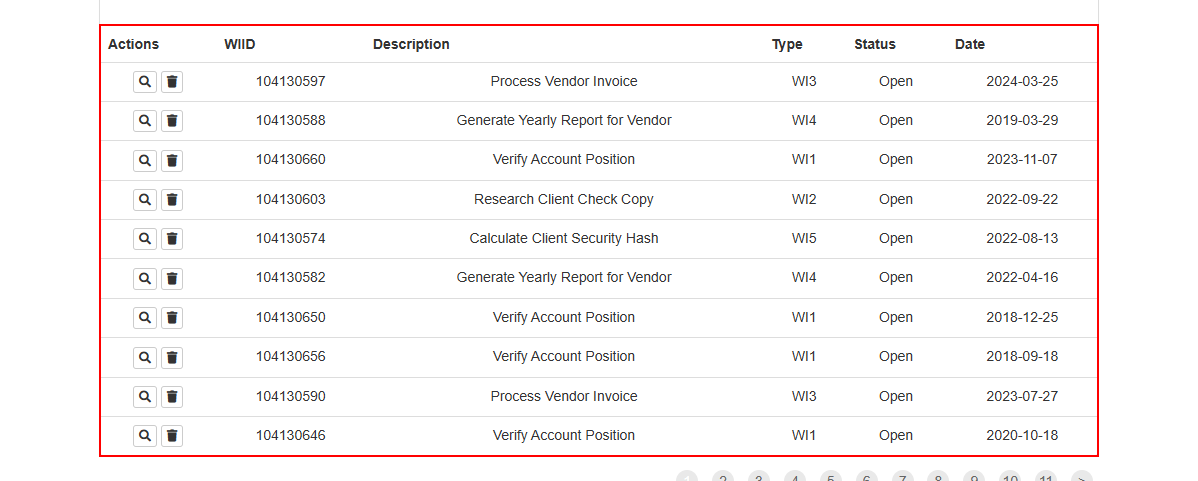 Actions WIID Description Type Status Date
104130597 Process Vendor Invoice WI3 Open 2024-03-25
104130588 Generate Yearly Report for Vendor WI4 Open 2019-03-29
104130660 Verify Account Position WI1 Open 2023-11-07
104130603 Research Client Check Copy WI2 Open 2022-09-22
104130574 Calculate Client Security Hash WI5 Open 2022-08-13
104130582 Generate Yearly Report for Vendor WI4 Open 2022-04-16
104130650 Verify Account Position WI1 Open 2018-12-25
104130656 Verify Account Position WI1 Open 2018-09-18
104130590 Process Vendor Invoice WI3 Open 2023-07-27
104130646 Verify Account Position WI1 Open 2020-10-18
1 2 3 4 5 6 7 8 9 10 11 >